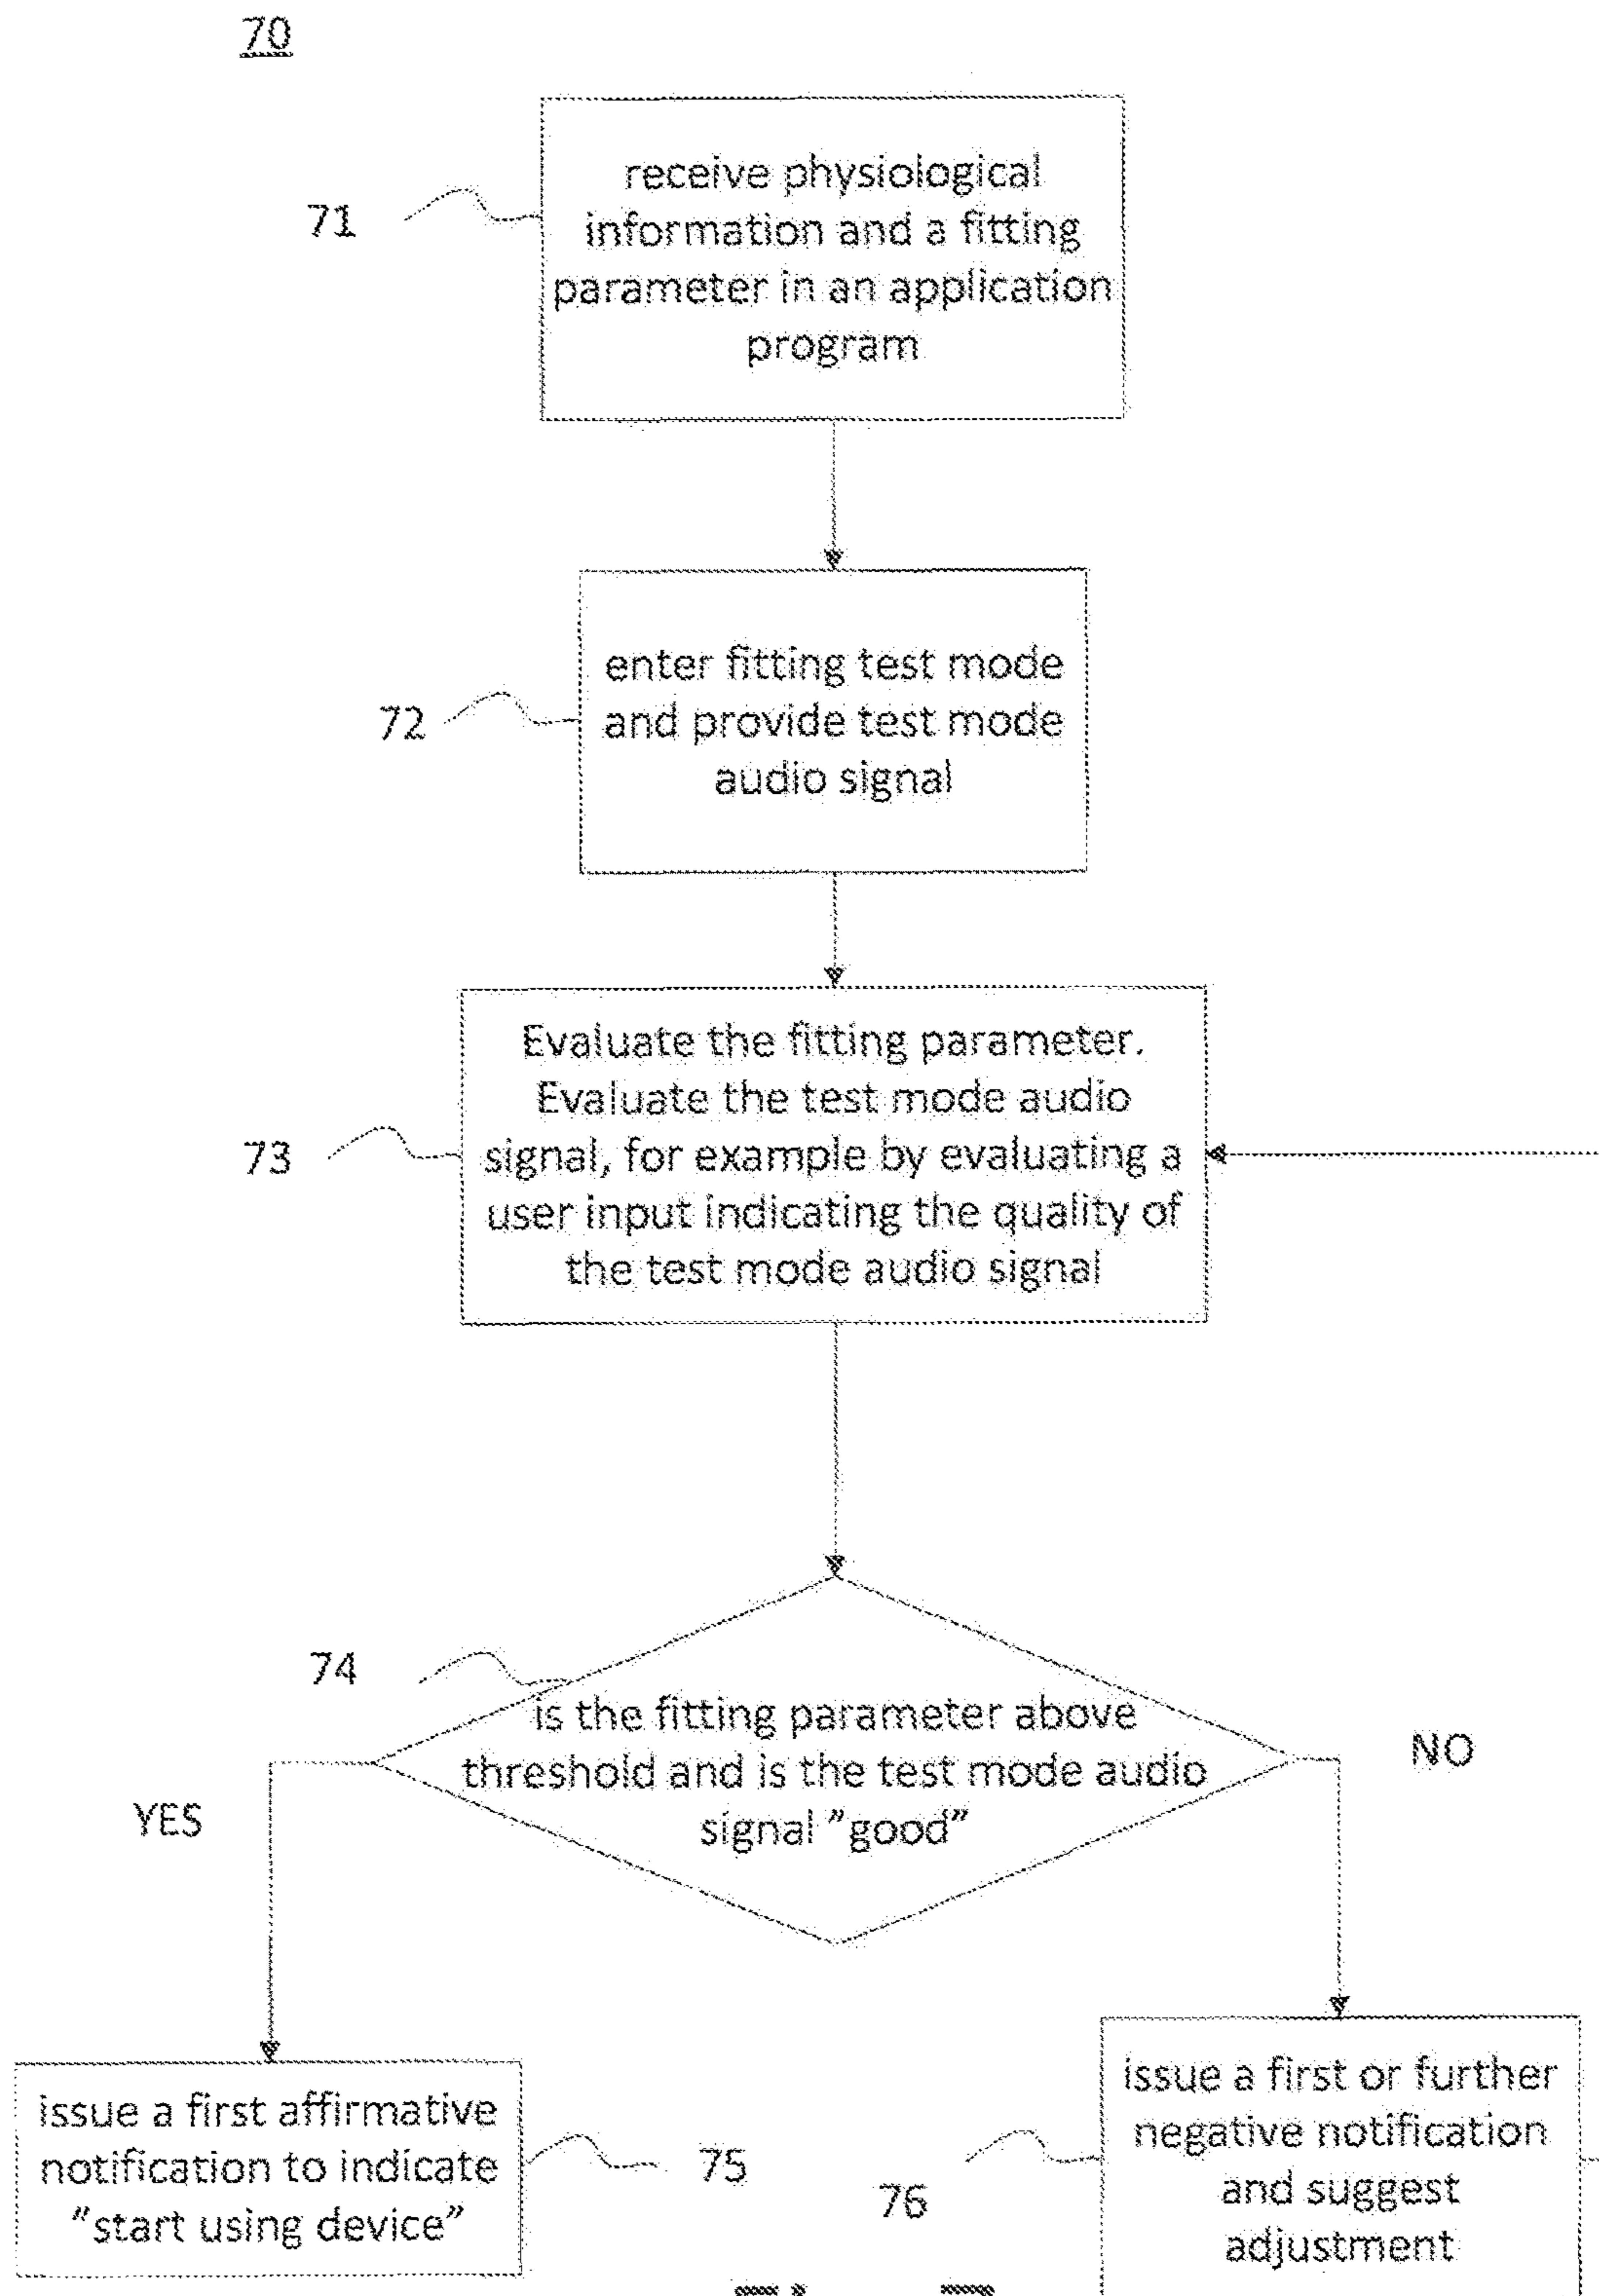 70
71
receive physiological
information and a fitting
parameter in an application
program
72
enter fitting test mode
and provide test mode
audio signal
73
Evaluate the fitting parameter.
Evaluate the test mode audio
signal, for example by evaluating a
user input indicating the quality of
the test mode audio signal
74
is the fitting parameter above
threshold and is the test mode audio
signal ”good”
YES
NO
issue a first affirmative
notification to indicate
”start using device”
75
76
issue a first or further
negative notification
and suggest
adjustment